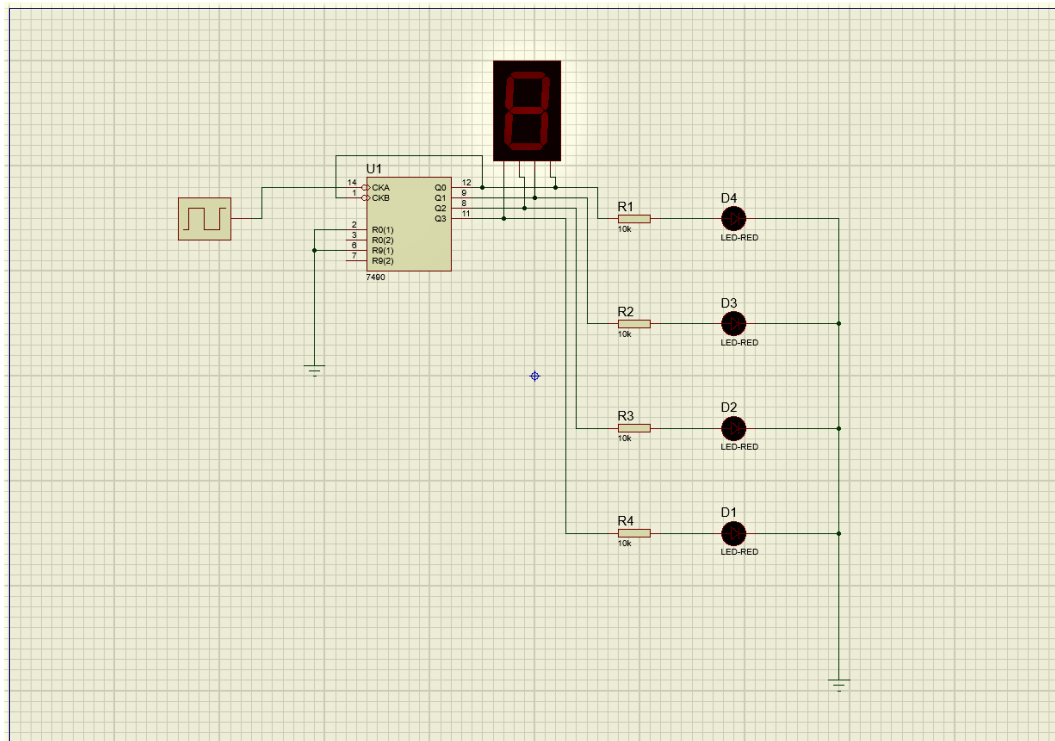 U1
14
1
CKA
CKB
2
3
6
7
R0(1)
R0(2)
R9(1)
R9(2)
Q0
Q1
Q2
Q3
12
9
8
11
7490
R1
10k
D4
LED-RED
R2
10k
D3
LED-RED
R3
10k
D2
LED-RED
R4
10k
D1
LED-RED